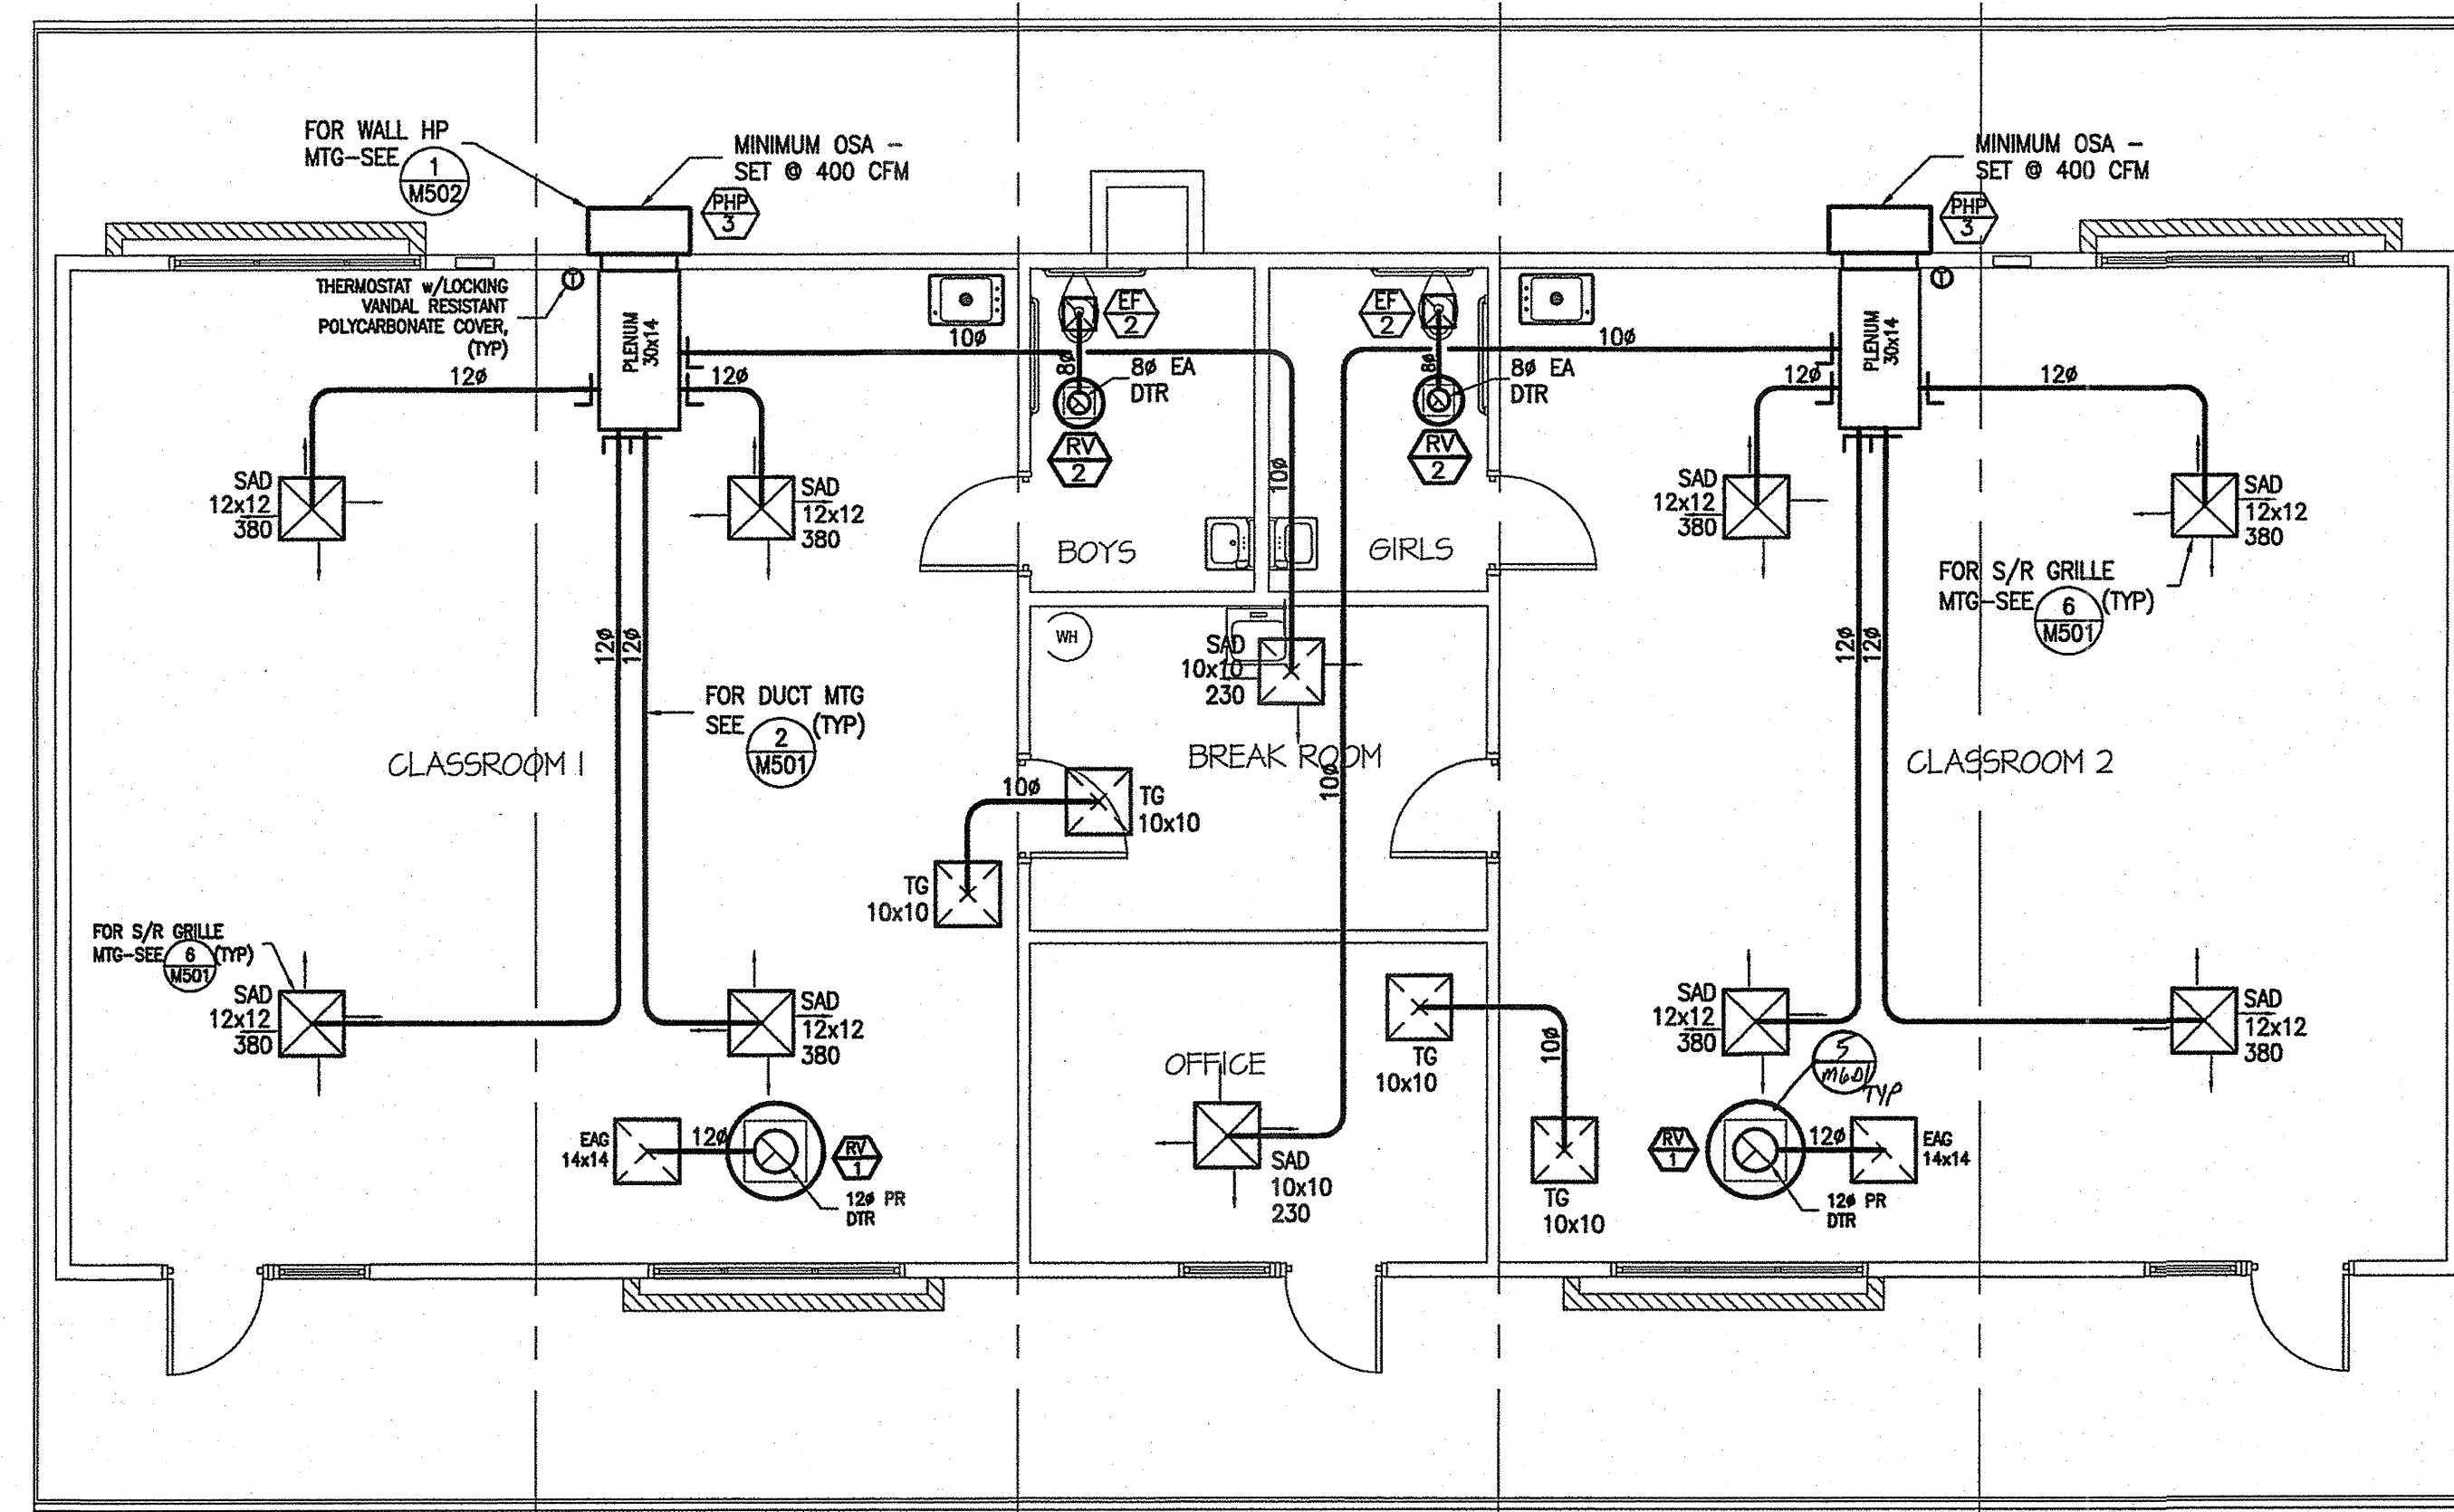 FOR WALL HP
MTG-SEE
1
M502
MINIMUM OSA -
SET @ 400 CFM
PHP
3
MINIMUM OSA -
SET @ 400 CFM
PHP
3
THERMOSTAT w/LOCKING
VANDAL RESISTANT
POLYCARBONATE COVER,
(TYP)
T
PLENUM
30x14
10ø
12ø
12ø
EF
2
8ø
8ø EA
DTR
RV
2
EF
2
8ø
8ø EA
DTR
RV
2
10ø
12ø
12ø
PLENUM
30x14
T
SAD
12x12
380
SAD
12x12
380
10ø
BOYS
GIRLS
SAD
12x12
380
SAD
12x12
380
FOR S/R GRILLE
MTG-SEE
6
M501
(TYP)
12ø
12ø
WH
SAD
10x10
230
12ø
12ø
FOR DUCT MTG
SEE
2
M501
(TYP)
CLASSROOM 1
BREAK ROOM
10ø
CLASSROOM 2
10ø
TG
10x10
TG
10x10
FOR S/R GRILLE
MTG-SEE
6
M501
(TYP)
SAD
12x12
380
SAD
12x12
380
OFFICE
TG
10x10
10ø
SAD
12x12
380
SAD
12x12
380
5
M601
TYP
EAG
14x14
12ø
RV
1
12ø PR
DTR
SAD
10x10
230
TG
10x10
RV
1
12ø
EAG
14x14
12ø PR
DTR